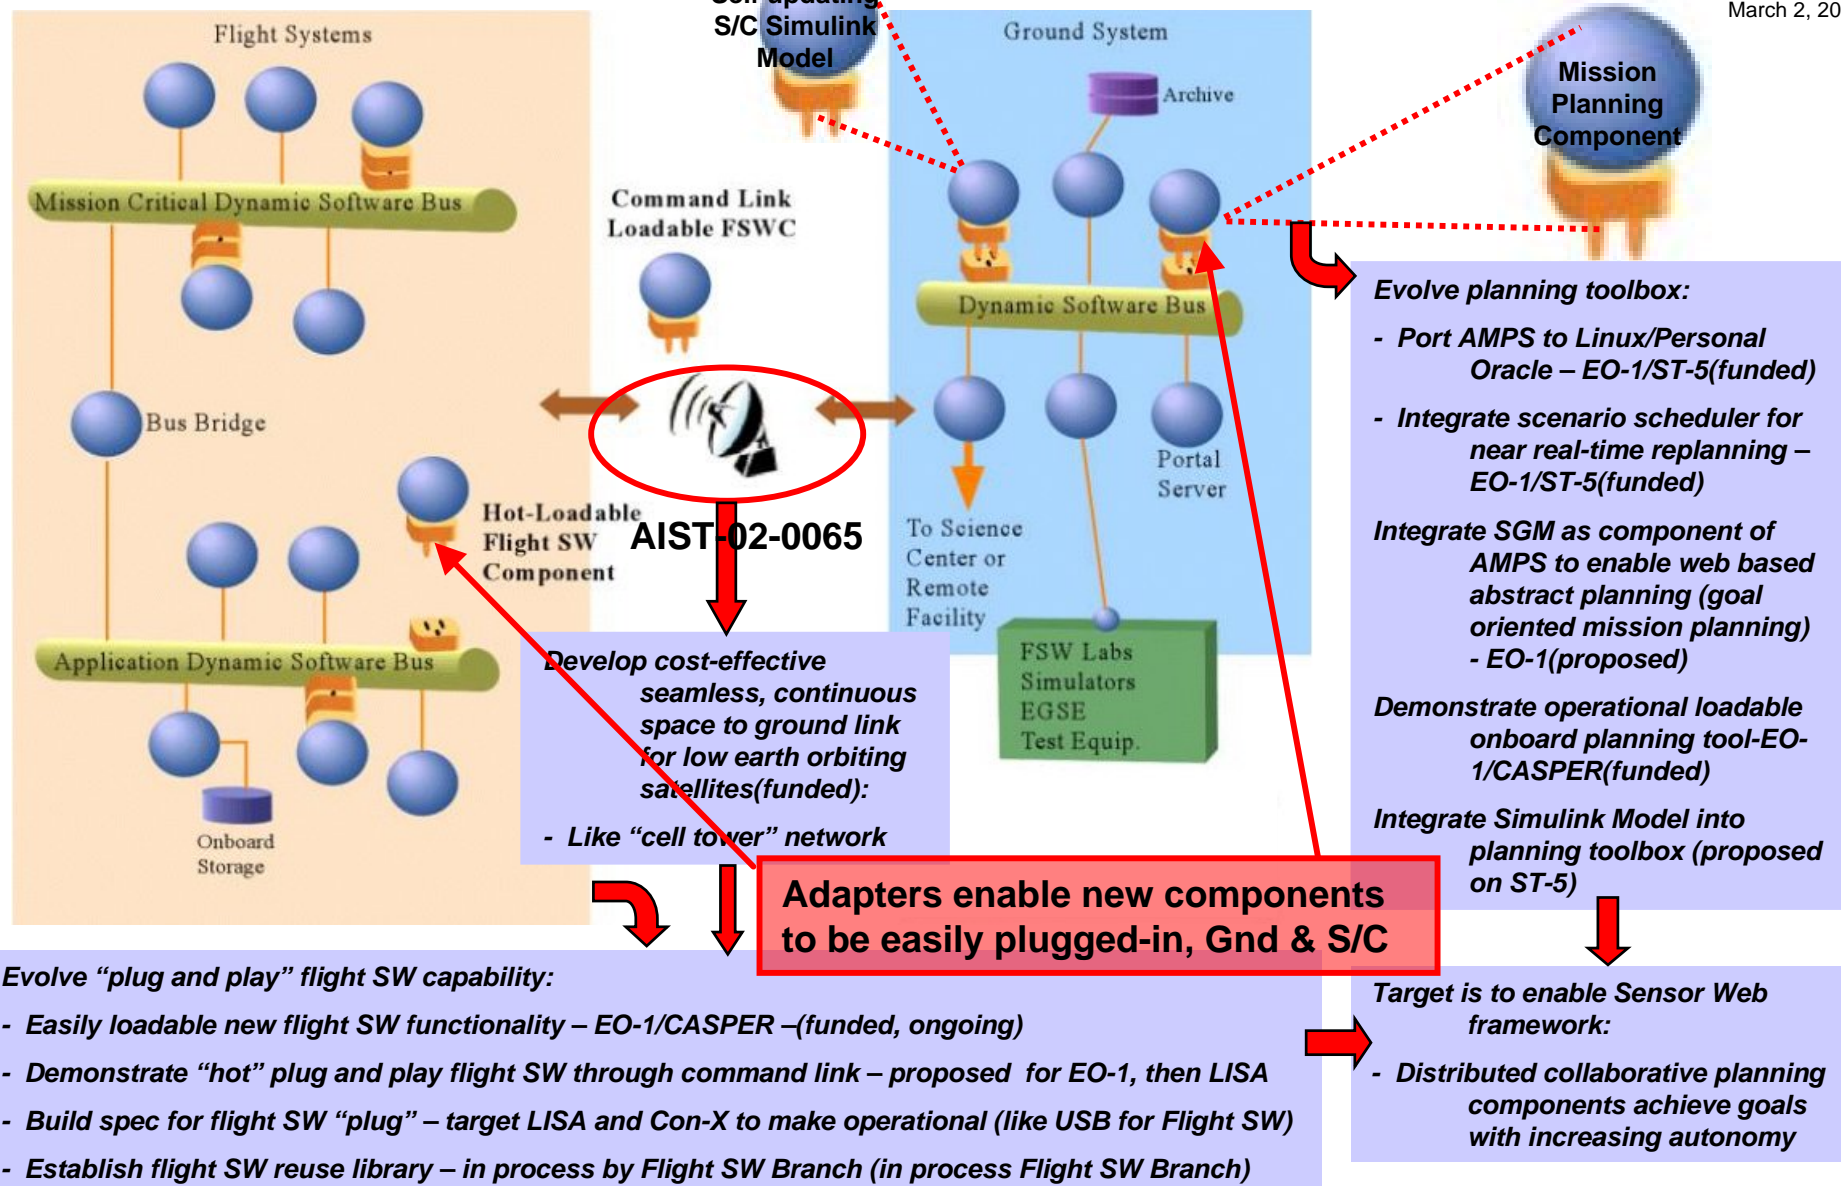 March 2, 20
Self-updating
S/C Simulink
Model
Flight Systems
Ground System
Archive
Mission
Planning
Component
Mission Critical Dynamic Software Bus
Command Link
Loadable FSWC
Dynamic Software Bus
Bus Bridge
Portal
Server
Hot-Loadable
Flight SW
Component
AIST-02-0065
To Science
Center or
Remote
Facility
Application Dynamic Software Bus
FSW Labs
Simulators
EGSE
Test Equip.
Onboard
Storage
Evolve planning toolbox:
- Port AMPS to Linux/Personal
Oracle – EO-1/ST-5(funded)
- Integrate scenario scheduler for
near real-time replanning –
EO-1/ST-5(funded)
Integrate SGM as component of
AMPS to enable web based
abstract planning (goal
oriented mission planning)
- EO-1(proposed)
Demonstrate operational loadable
onboard planning tool-EO-
1/CASPER(funded)
Integrate Simulink Model into
planning toolbox (proposed
on ST-5)
Develop cost-effective
seamless, continuous
space to ground link
for low earth orbiting
satellites(funded):
- Like “cell tower” network
Adapters enable new components
to be easily plugged-in, Gnd & S/C
Evolve “plug and play” flight SW capability:
- Easily loadable new flight SW functionality – EO-1/CASPER –(funded, ongoing)
- Demonstrate “hot” plug and play flight SW through command link – proposed for EO-1, then LISA
- Build spec for flight SW “plug” – target LISA and Con-X to make operational (like USB for Flight SW)
- Establish flight SW reuse library – in process by Flight SW Branch (in process Flight SW Branch)
Target is to enable Sensor Web
framework:
- Distributed collaborative planning
components achieve goals
with increasing autonomy